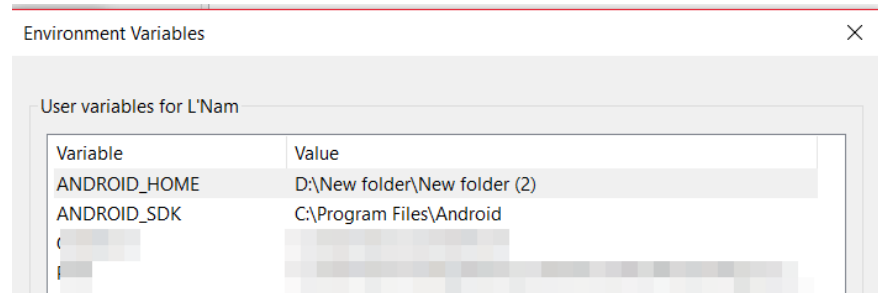 Environment Variables
User variables for L'Nam
Variable Value
ANDROID_HOME D:\New folder\New folder (2)
ANDROID_SDK C:\Program Files\Android